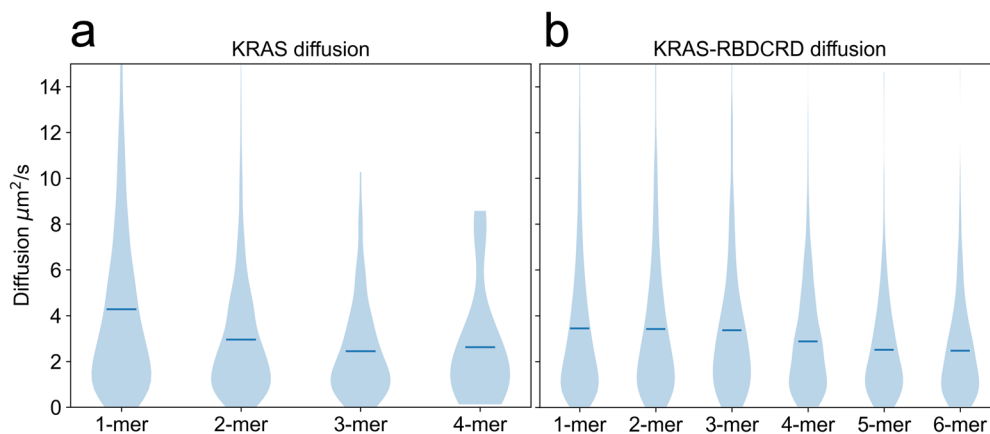 a
b
KRAS diffusion
KRAS-RBDCRD diffusion
Diffusion μm²/s
14
12
10
8
6
4
2
0
1-mer 2-mer 3-mer 4-mer
1-mer 2-mer 3-mer 4-mer 5-mer 6-mer